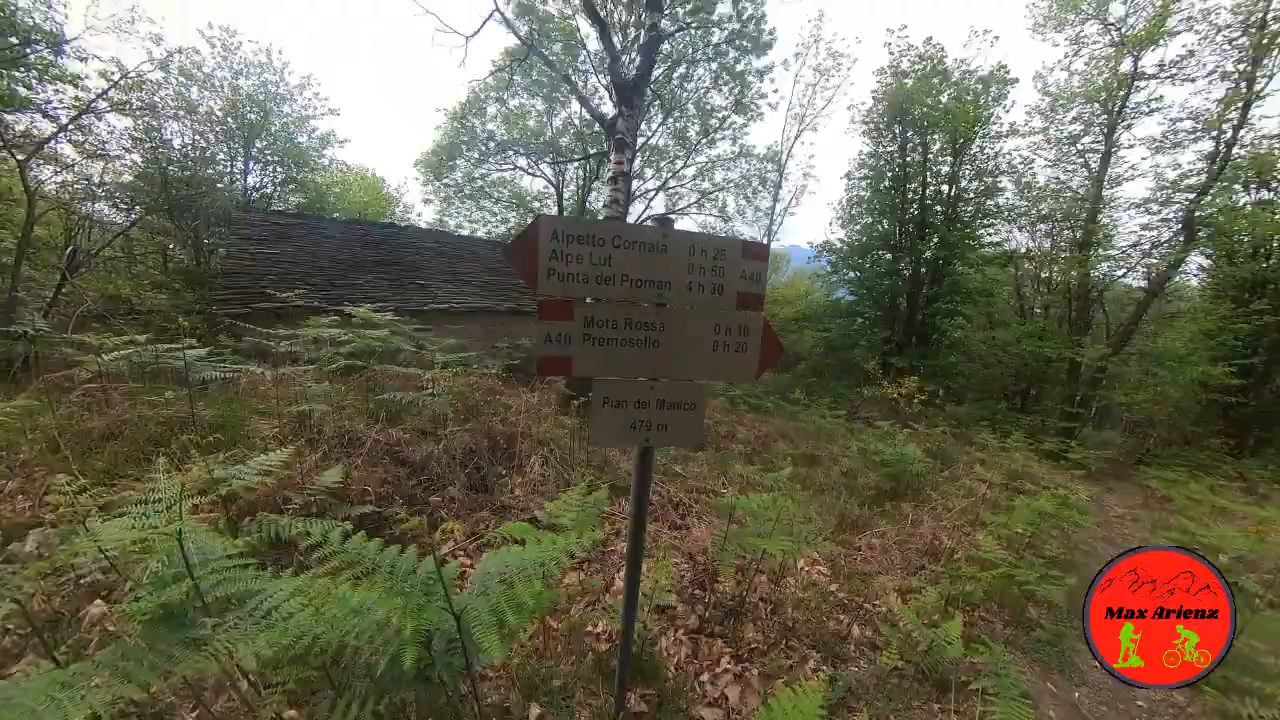 Alpetto Cornala 0 h 25
Alpe Lut 0 h 50 A40
Punta del Proman 4 h 30
Mota Rossa 0 h 10
A40 Premosello 0 h 20
Pian del Manico
479 m
Max Arienz